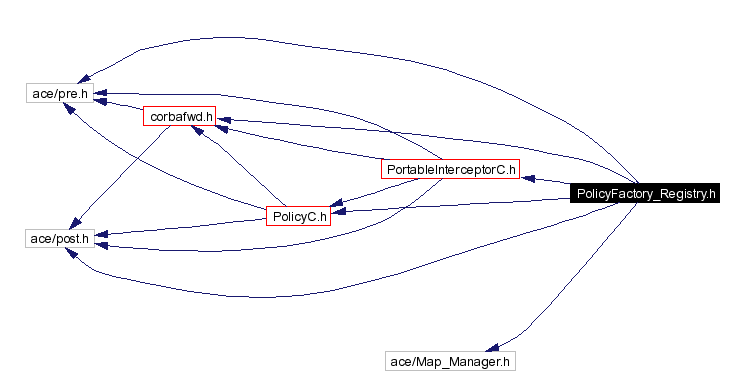 ace/pre.h
corbafwd.h
PortableInterceptorC.h
PolicyFactory_Registry.h
PolicyC.h
ace/post.h
ace/Map_Manager.h